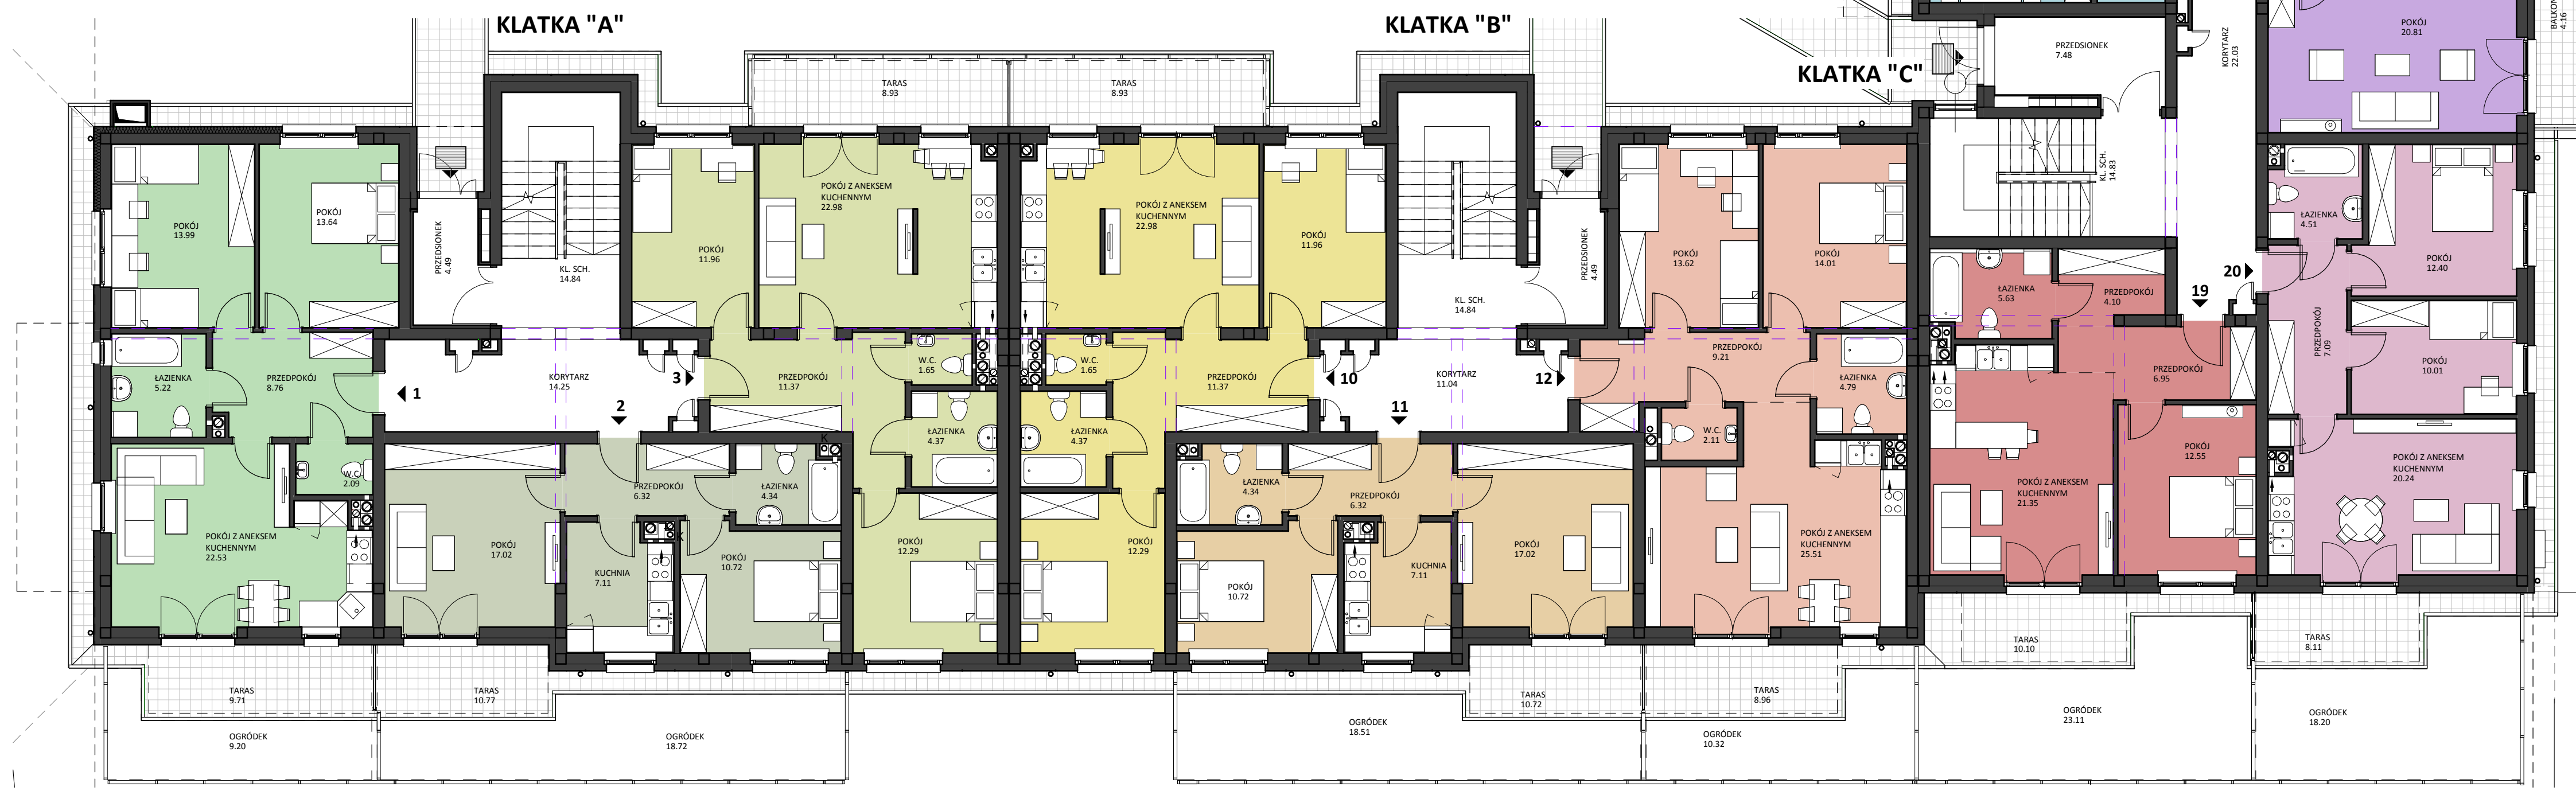 KLATKA "A"
KLATKA "B"
KLATKA "C"
POKÓJ
20.81
BALKON
4.16
KORYTARZ
22.03
PRZEDSIONEK
7.48
TARAS
8.93
TARAS
8.93
POKÓJ
13.99
POKÓJ
13.64
PRZEDSIONEK
4.49
KL. SCH.
14.84
POKÓJ
11.96
POKÓJ Z ANEKSEM
KUCHENNYM
22.98
POKÓJ Z ANEKSEM
KUCHENNYM
22.98
POKÓJ
11.96
KL. SCH.
14.84
PRZEDSIONEK
4.49
POKÓJ
13.62
POKÓJ
14.01
KL. SCH.
14.83
ŁAZIENKA
4.51
POKÓJ
12.40
ŁAZIENKA
5.63
PRZEDPOKÓJ
4.10
19
20
PRZEDPOKÓJ
7.09
POKÓJ
10.01
ŁAZIENKA
5.22
PRZEDPOKÓJ
8.76
1
KORYTARZ
14.25
2
3
PRZEDPOKÓJ
11.37
W.C.
1.65
W.C.
1.65
PRZEDPOKÓJ
11.37
10
KORYTARZ
11.04
11
12
PRZEDPOKÓJ
9.21
ŁAZIENKA
4.79
W.C.
2.11
PRZEDPOKÓJ
6.95
ŁAZIENKA
4.37
ŁAZIENKA
4.37
K
W.C.
2.09
POKÓJ Z ANEKSEM
KUCHENNYM
22.53
POKÓJ
17.02
PRZEDPOKÓJ
6.32
ŁAZIENKA
4.34
K
KUCHNIA
7.11
POKÓJ
10.72
POKÓJ
12.29
POKÓJ
12.29
ŁAZIENKA
4.34
PRZEDPOKÓJ
6.32
POKÓJ
10.72
KUCHNIA
7.11
POKÓJ
17.02
POKÓJ Z ANEKSEM
KUCHENNYM
25.51
POKÓJ Z ANEKSEM
KUCHENNYM
21.35
POKÓJ
12.55
POKÓJ Z ANEKSEM
KUCHENNYM
20.24
TARAS
9.71
TARAS
10.77
TARAS
10.72
TARAS
8.96
TARAS
10.10
TARAS
8.11
OGRÓDEK
9.20
OGRÓDEK
18.72
OGRÓDEK
18.51
OGRÓDEK
10.32
OGRÓDEK
23.11
OGRÓDEK
18.20